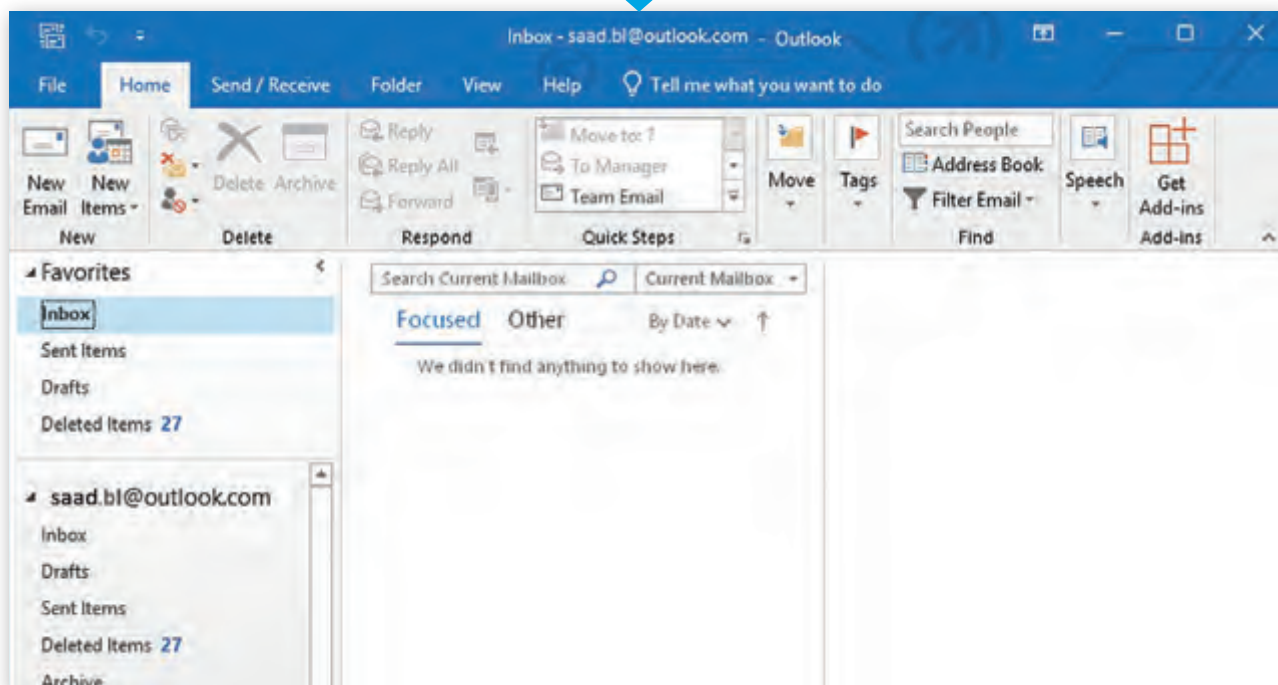 Inbox - saad.bl@outlook.com - Outlook
File Home Send / Receive Folder View Help Tell me what you want to do
New Email
New Items
New
Delete Archive
Delete
Reply
Reply All
Forward
Respond
Move to: ?
To Manager
Team Email
Quick Steps
Move
Tags
Search People
Address Book
Filter Email
Find
Speech
Get Add-ins
Add-ins
Favorites
Inbox
Sent Items
Drafts
Deleted Items 27
saad.bl@outlook.com
Inbox
Drafts
Sent Items
Deleted Items 27
Archive
Search Current Mailbox Current Mailbox
Focused Other By Date
We didn't find anything to show here.